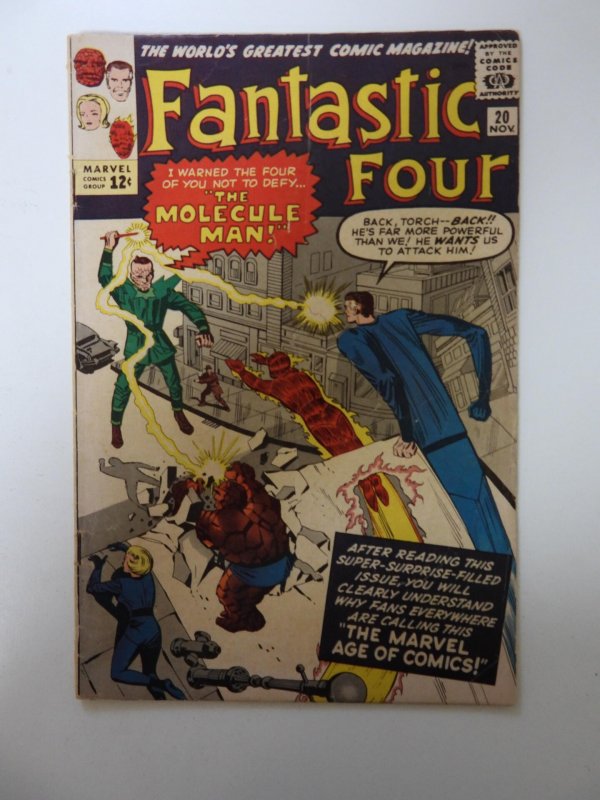 THE WORLD'S GREATEST COMIC MAGAZINE!
APPROVED
BY THE
COMICS
CODE
AUTHORITY
Fantastic
Four
20
NOV.
MARVEL
COMICS
GROUP
12¢
I WARNED THE FOUR
OF YOU NOT TO DEFY...
"THE
MOLECULE
MAN!"
BACK, TORCH--BACK!!
HE'S FAR MORE POWERFUL
THAN WE! HE WANTS US
TO ATTACK HIM!
AFTER READING THIS
SUPER-SURPRISE-FILLED
ISSUE, YOU WILL
CLEARLY UNDERSTAND
WHY FANS EVERYWHERE
ARE CALLING THIS
"THE MARVEL
AGE OF COMICS!"